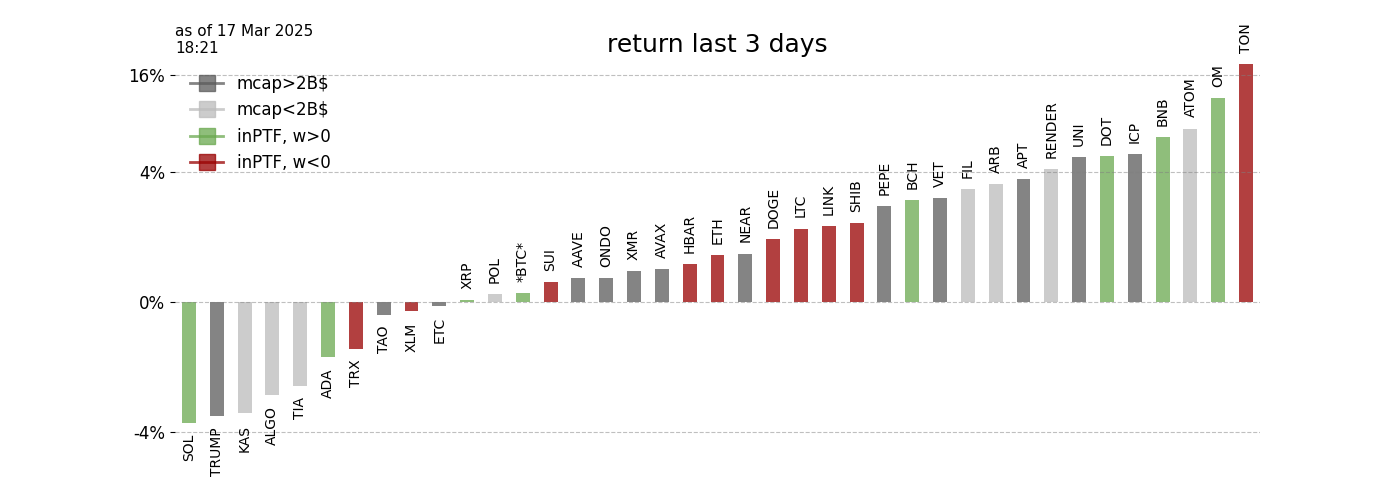 as of 17 Mar 2025
18:21
return last 3 days
16%
4%
0%
-4%
mcap>2B$
mcap<2B$
inPTF, w>0
inPTF, w<0
SOL
TRUMP
KAS
ALGO
TIA
ADA
TRX
TAO
XLM
ETC
XRP
POL
*BTC*
SUI
AAVE
ONDO
XMR
AVAX
HBAR
ETH
NEAR
DOGE
LTC
LINK
SHIB
PEPE
BCH
VET
FIL
ARB
APT
RENDER
UNI
DOT
ICP
BNB
ATOM
OM
TON